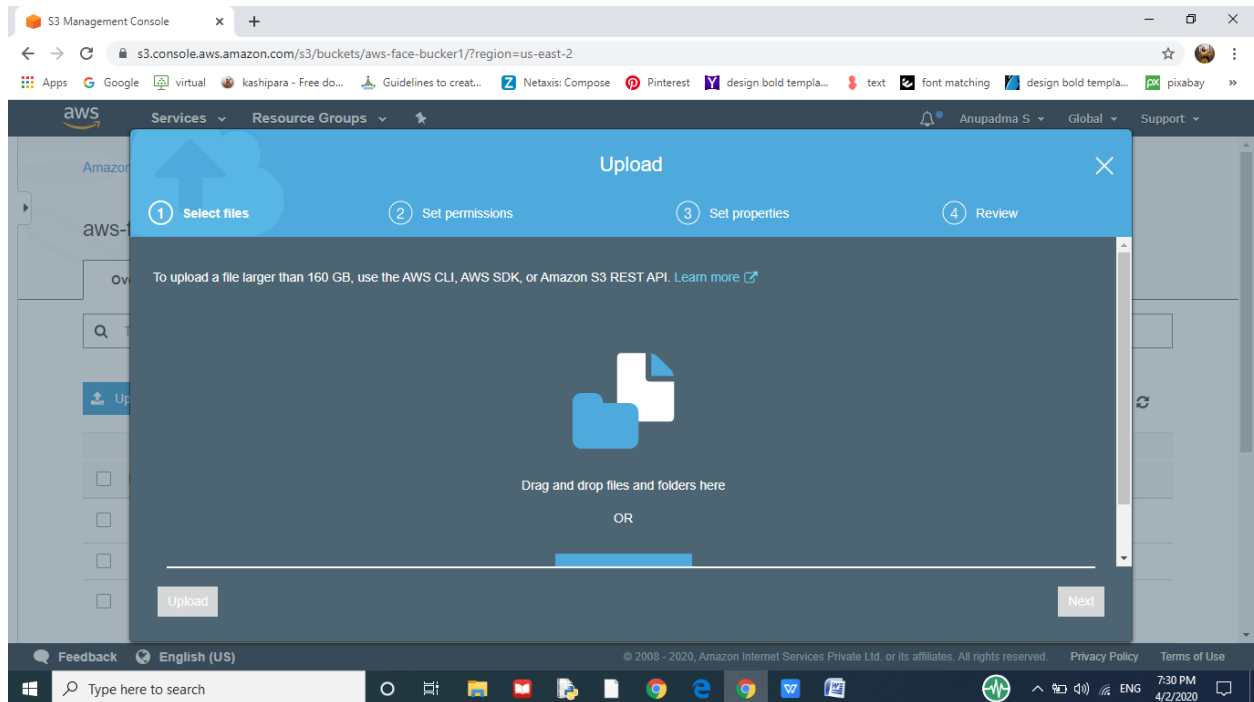 S3 Management Console
s3.console.aws.amazon.com/s3/buckets/aws-face-bucker1/?region=us-east-2
Apps Google virtual kashipara - Free do... Guidelines to creat... Netaxis: Compose Pinterest design bold templa... text font matching design bold templa... pixabay »
aws Services Resource Groups Anupadma S Global Support
Amazon
Upload
1 Select files 2 Set permissions 3 Set properties 4 Review
aws-f
Ov
To upload a file larger than 160 GB, use the AWS CLI, AWS SDK, or Amazon S3 REST API. Learn more
Up
Drag and drop files and folders here
OR
Upload Next
Feedback English (US) © 2008 - 2020, Amazon Internet Services Private Ltd. or its affiliates. All rights reserved. Privacy Policy Terms of Use
Type here to search ENG 7:30 PM
4/2/2020